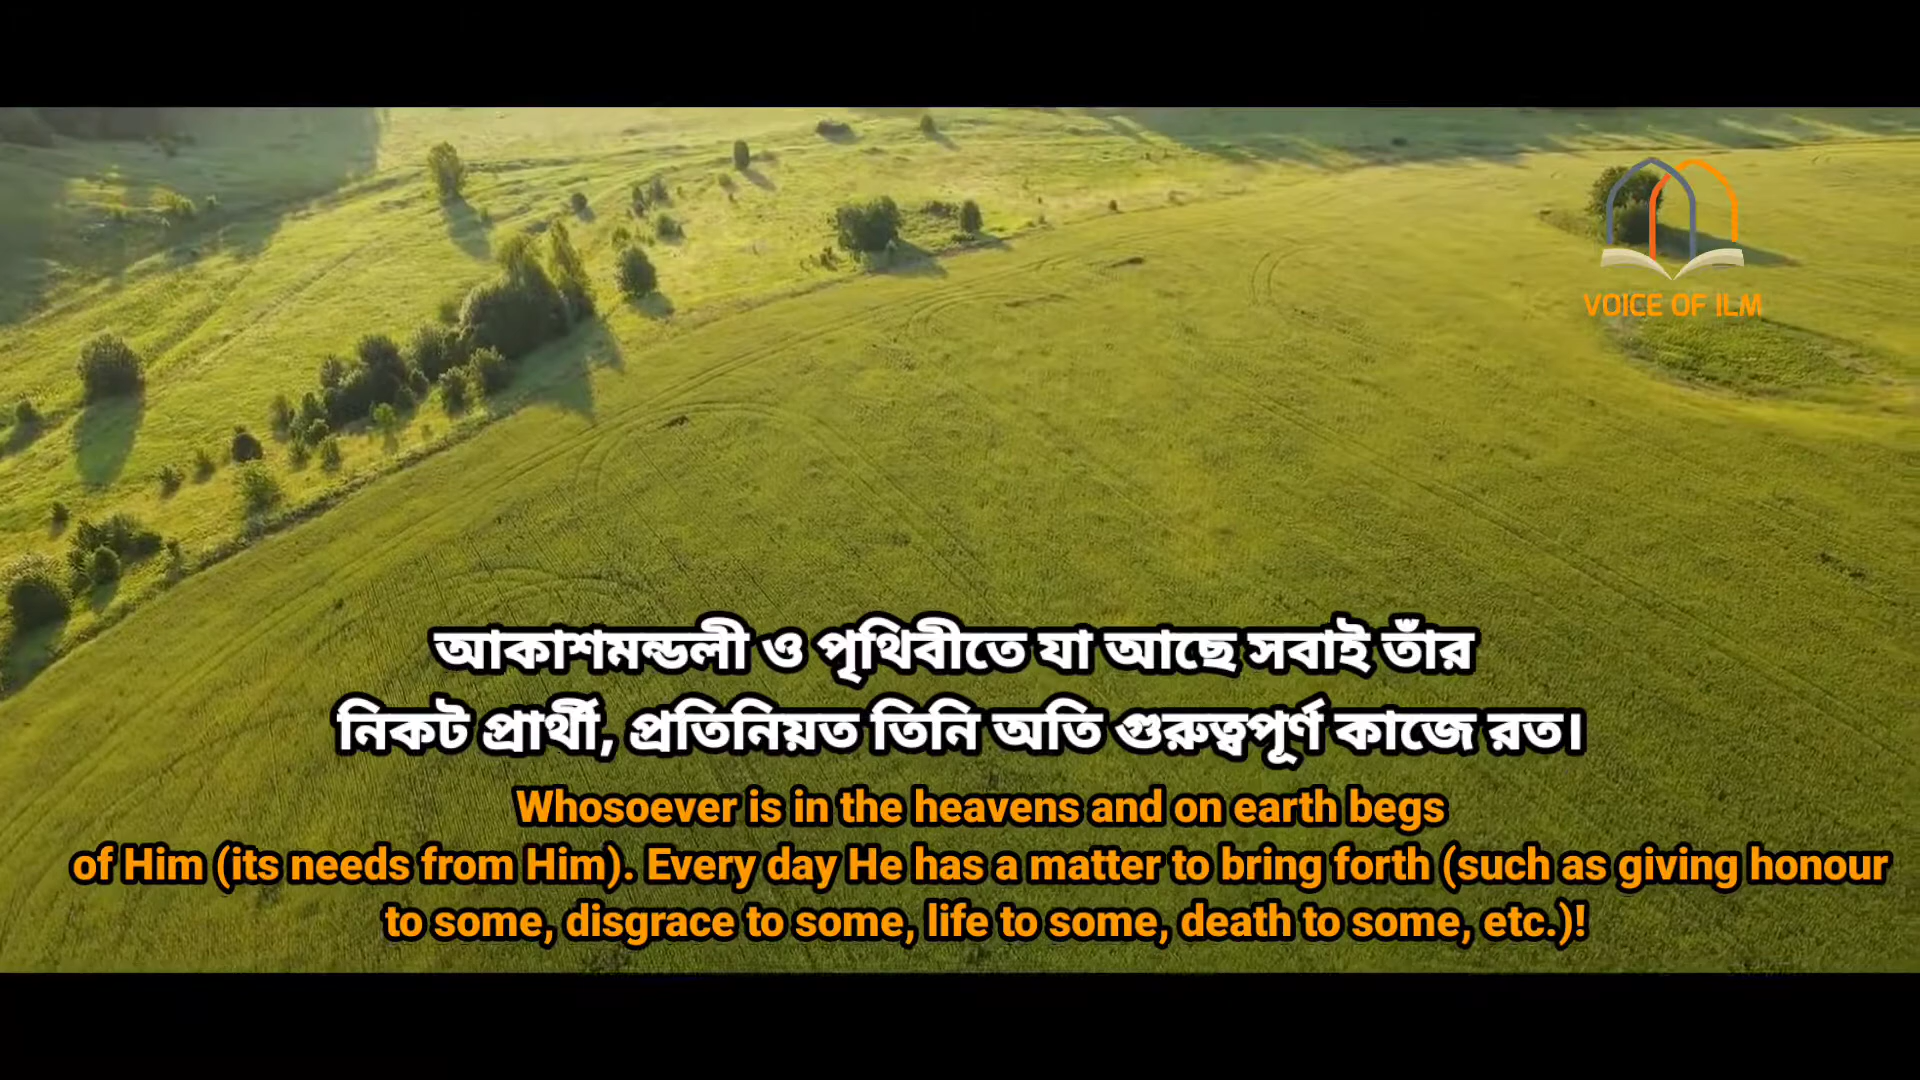 VOICE OF ILM
আকাশমন্ডলী ও পৃথিবীতে যা আছে সবাই তাঁর
নিকট প্রার্থী, প্রতিনিয়ত তিনি অতি গুরুত্বপূর্ণ কাজে রত।
Whosoever is in the heavens and on earth begs
of Him (its needs from Him). Every day He has a matter to bring forth (such as giving honour
to some, disgrace to some, life to some, death to some, etc.)!